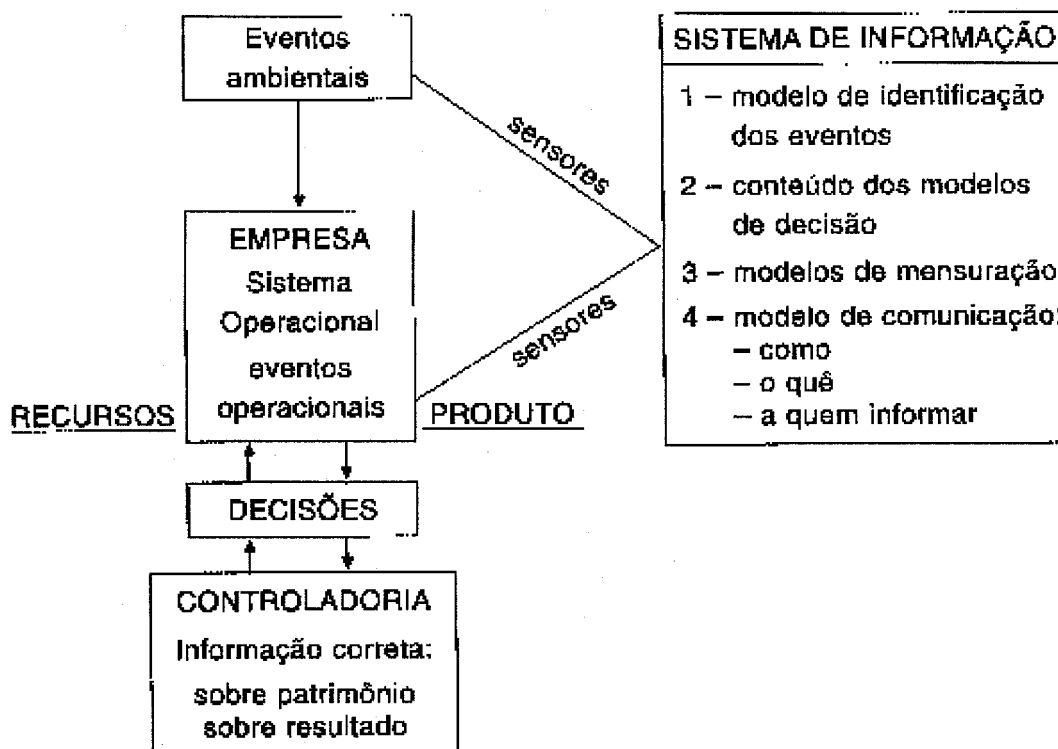 Eventos
ambientais
sensores
EMPRESA
Sistema
Operacional
eventos
operacionais
RECURSOS
PRODUTO
sensores
DECISÕES
CONTROLADORIA
Informação correta:
sobre patrimônio
sobre resultado
SISTEMA DE INFORMAÇÃO
1 – modelo de identificação
dos eventos
2 – conteúdo dos modelos
de decisão
3 – modelos de mensuração
4 – modelo de comunicação:
– como
– o quê
– a quem informar